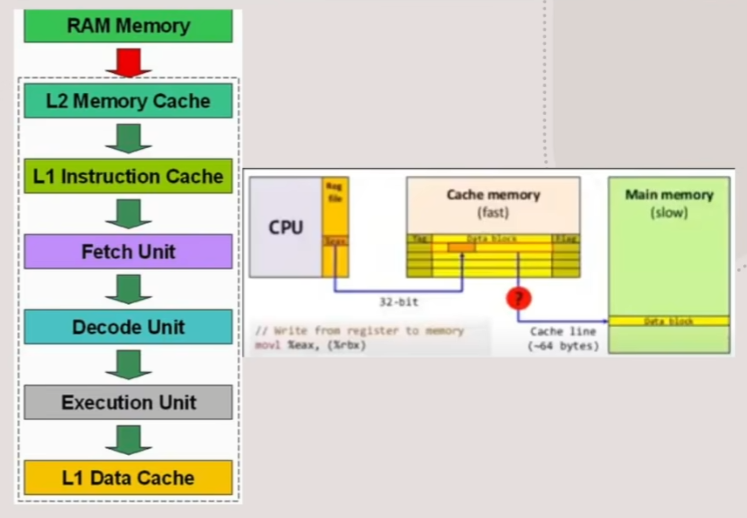 RAM Memory
L2 Memory Cache
L1 Instruction Cache
Fetch Unit
Decode Unit
Execution Unit
L1 Data Cache
CPU
Reg
file
%eax
32-bit
// Write from register to memory
movl %eax, (%rbx)
Cache memory
(fast)
Tag
Data block
Flag
?
Cache line
(~64 bytes)
Main memory
(slow)
Data block